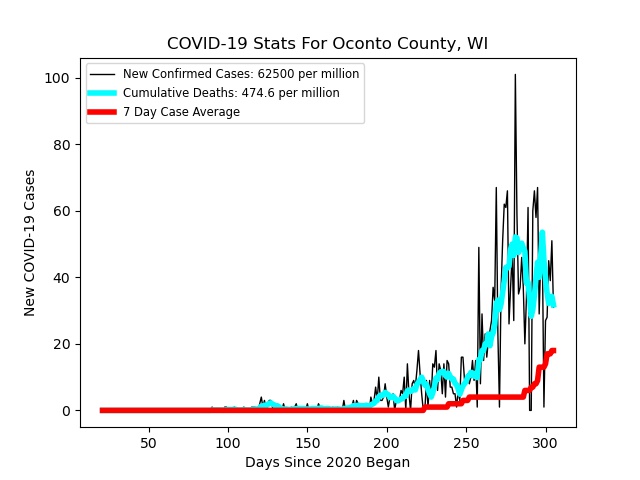 COVID-19 Stats For Oconto County, WI
New Confirmed Cases: 62500 per million
Cumulative Deaths: 474.6 per million
7 Day Case Average
New COVID-19 Cases
100
80
60
40
20
0
50 100 150 200 250 300
Days Since 2020 Began